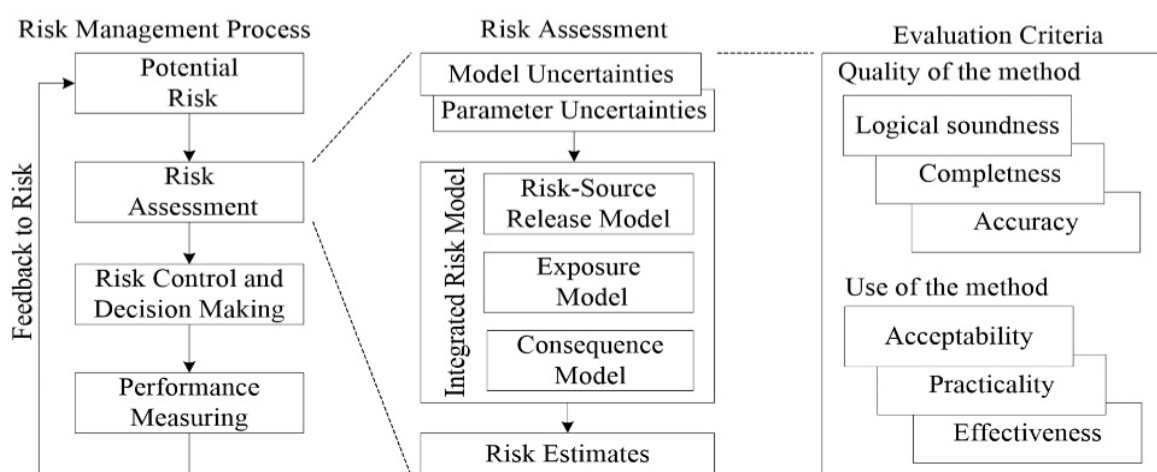 Risk Management Process
Potential
Risk
Risk
Assessment
Risk Control and
Decision Making
Performance
Measuring
Feedback to Risk
Risk Assessment
Model Uncertainties
Parameter Uncertainties
Integrated Risk Model
Risk-Source
Release Model
Exposure
Model
Consequence
Model
Risk Estimates
Evaluation Criteria
Quality of the method
Logical soundness
Completness
Accuracy
Use of the method
Acceptability
Practicality
Effectiveness